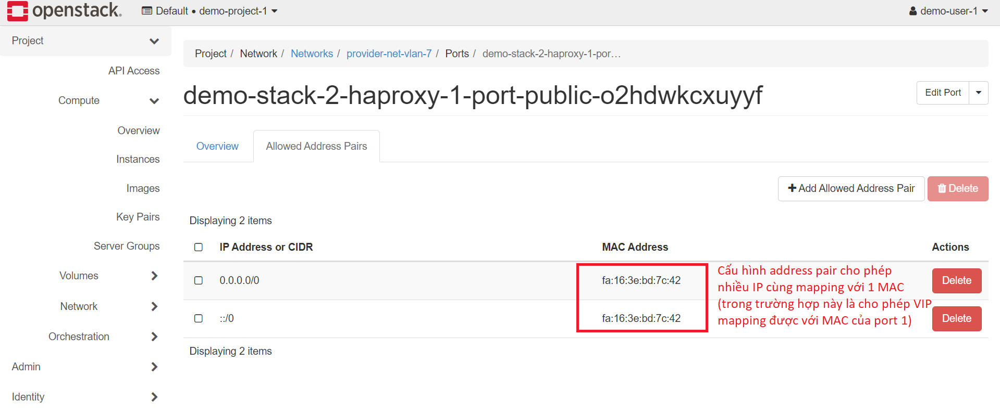 openstack.
Default • demo-project-1
demo-user-1
Project
API Access
Compute
Overview
Instances
Images
Key Pairs
Server Groups
Volumes
Network
Orchestration
Admin
Identity
Project / Network / Networks / provider-net-vlan-7 / Ports / demo-stack-2-haproxy-1-por…
demo-stack-2-haproxy-1-port-public-o2hdwkcxuyyf
Edit Port
Overview
Allowed Address Pairs
Add Allowed Address Pair
Delete
Displaying 2 items
IP Address or CIDR MAC Address Actions
0.0.0.0/0 fa:16:3e:bd:7c:42 Delete
::/0 fa:16:3e:bd:7c:42 Delete
Cấu hình address pair cho phép
nhiều IP cùng mapping với 1 MAC
(trong trường hợp này là cho phép VIP
mapping được với MAC của port 1)
Displaying 2 items